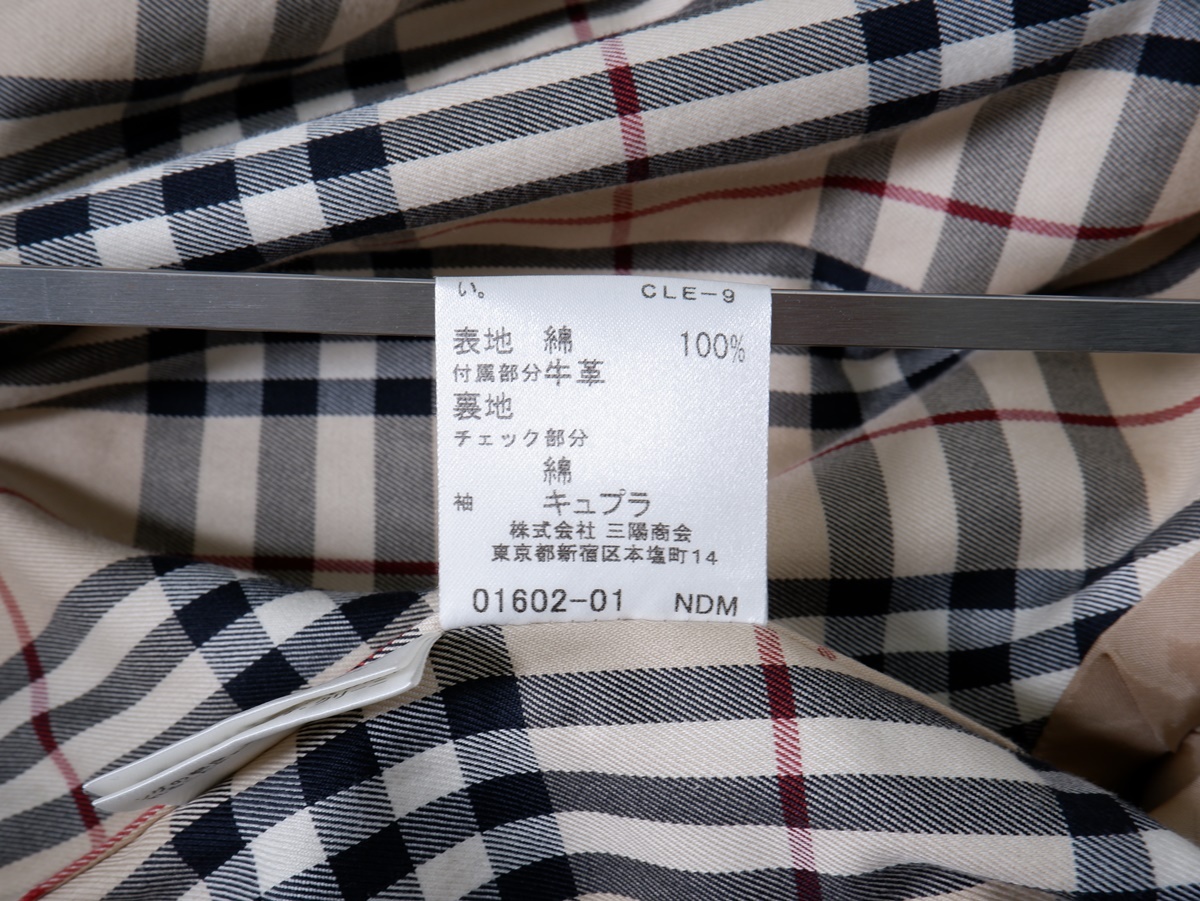 い。 CLE-9
表地 綿 100%
付属部分牛革
裏地
チェック部分
綿
袖 キュプラ
株式会社 三陽商会
東京都新宿区本塩町14
01602-01 NDM